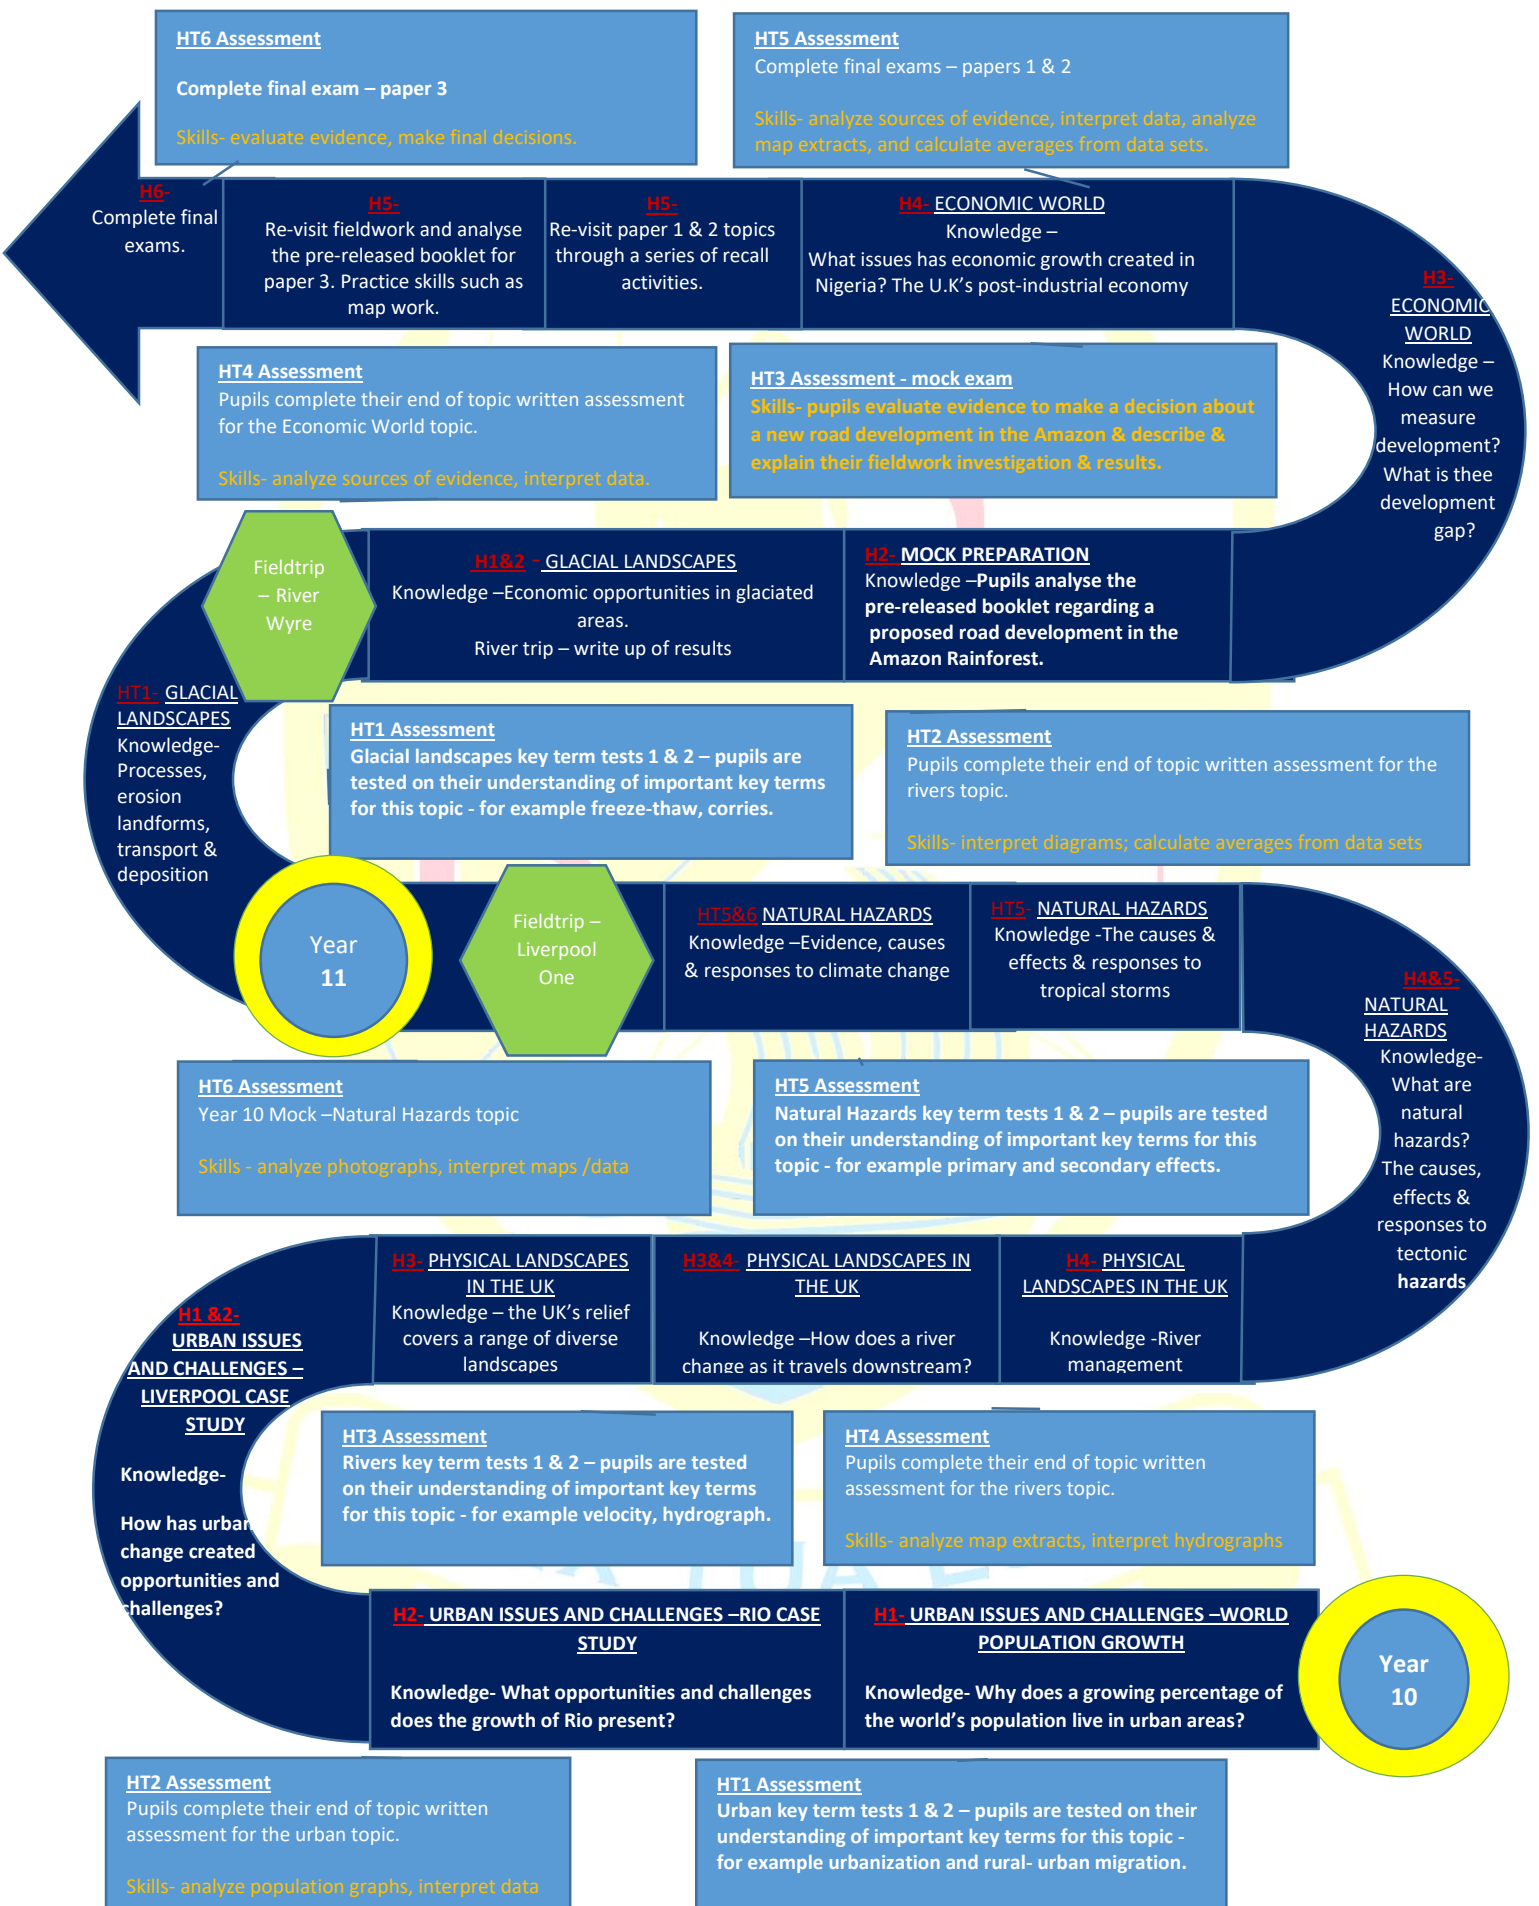 HT6 Assessment
Complete final exam – paper 3
Skills- evaluate evidence, make final decisions.
HT5 Assessment
Complete final exams – papers 1 & 2
Skills- analyze sources of evidence, interpret data, analyze
map extracts, and calculate averages from data sets.
H6-
Complete final
exams.
H5-
Re-visit fieldwork and analyse
the pre-released booklet for
paper 3. Practice skills such as
map work.
H5-
Re-visit paper 1 & 2 topics
through a series of recall
activities.
H4- ECONOMIC WORLD
Knowledge –
What issues has economic growth created in
Nigeria? The U.K's post-industrial economy
H3-
ECONOMIC
WORLD
Knowledge –
How can we
measure
development?
What is thee
development
gap?
HT4 Assessment
Pupils complete their end of topic written assessment
for the Economic World topic.
Skills- analyze sources of evidence, interpret data.
HT3 Assessment - mock exam
Skills- pupils evaluate evidence to make a decision about
a new road development in the Amazon & describe &
explain their fieldwork investigation & results.
Fieldtrip
– River
Wyre
H1&2 – GLACIAL LANDSCAPES
Knowledge –Economic opportunities in glaciated
areas.
River trip – write up of results
H2- MOCK PREPARATION
Knowledge –Pupils analyse the
pre-released booklet regarding a
proposed road development in the
Amazon Rainforest.
HT1- GLACIAL
LANDSCAPES
Knowledge-
Processes,
erosion
landforms,
transport &
deposition
HT1 Assessment
Glacial landscapes key term tests 1 & 2 – pupils are
tested on their understanding of important key terms
for this topic - for example freeze-thaw, corries.
HT2 Assessment
Pupils complete their end of topic written assessment for the
rivers topic.
Skills- interpret diagrams; calculate averages from data sets
Year
11
Fieldtrip –
Liverpool
One
HT5&6 NATURAL HAZARDS
Knowledge –Evidence, causes
& responses to climate change
HT5- NATURAL HAZARDS
Knowledge -The causes &
effects & responses to
tropical storms
H4&5-
NATURAL
HAZARDS
Knowledge-
What are
natural
hazards?
The causes,
effects &
responses to
tectonic
hazards
HT6 Assessment
Year 10 Mock –Natural Hazards topic
Skills - analyze photographs, interpret maps /data
HT5 Assessment
Natural Hazards key term tests 1 & 2 – pupils are tested
on their understanding of important key terms for this
topic - for example primary and secondary effects.
H3- PHYSICAL LANDSCAPES
IN THE UK
Knowledge – the UK's relief
covers a range of diverse
landscapes
H3&4- PHYSICAL LANDSCAPES IN
THE UK
Knowledge –How does a river
change as it travels downstream?
H4- PHYSICAL
LANDSCAPES IN THE UK
Knowledge -River
management
H1 &2-
URBAN ISSUES
AND CHALLENGES –
LIVERPOOL CASE
STUDY
Knowledge-
How has urban
change created
opportunities and
challenges?
HT3 Assessment
Rivers key term tests 1 & 2 – pupils are tested
on their understanding of important key terms
for this topic - for example velocity, hydrograph.
HT4 Assessment
Pupils complete their end of topic written
assessment for the rivers topic.
Skills- analyze map extracts, interpret hydrographs
TUA
H2- URBAN ISSUES AND CHALLENGES –RIO CASE
STUDY
Knowledge- What opportunities and challenges
does the growth of Rio present?
H1- URBAN ISSUES AND CHALLENGES –WORLD
POPULATION GROWTH
Knowledge- Why does a growing percentage of
the world's population live in urban areas?
Year
10
HT2 Assessment
Pupils complete their end of topic written
assessment for the urban topic.
Skills- analyze population graphs, interpret data
HT1 Assessment
Urban key term tests 1 & 2 – pupils are tested on their
understanding of important key terms for this topic -
for example urbanization and rural- urban migration.